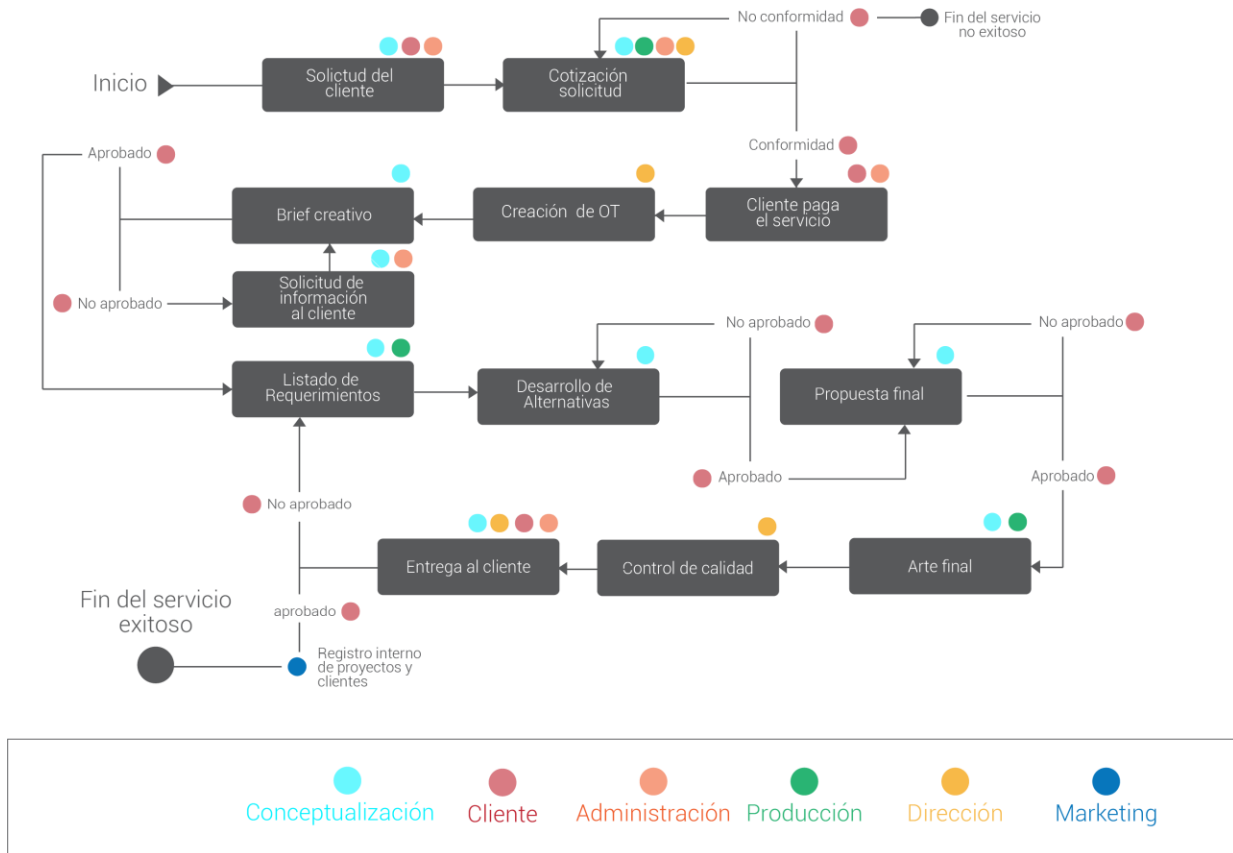 No conformidad
Fin del servicio
no exitoso
Inicio
Solictud del
cliente
Cotización
solicitud
Aprobado
Conformidad
Brief creativo
Creación de OT
Cliente paga
el servicio
No aprobado
Solicitud de
información
al cliente
No aprobado
No aprobado
Listado de
Requerimientos
Desarrollo de
Alternativas
Propuesta final
Aprobado
Aprobado
No aprobado
Entrega al cliente
Control de calidad
Arte final
Fin del servicio
exitoso
aprobado
Registro interno
de proyectos y
clientes
Conceptualización
Cliente
Administración
Producción
Dirección
Marketing